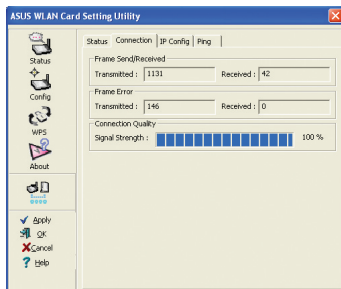 ASUS WLAN Card Setting Utility
Status Connection IP Config Ping
Status
Config
WPS
About
Apply
OK
Cancel
Help
Frame Send/Received
Transmitted : 1131 Received : 42
Frame Error
Transmitted : 146 Received : 0
Connection Quality
Signal Strength : 100 %